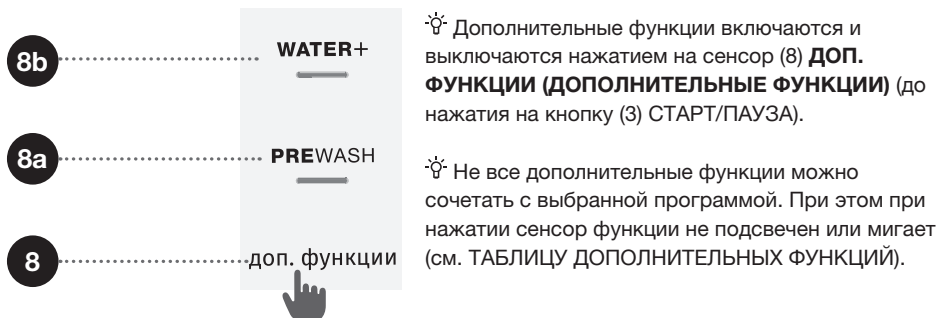 8b
WATER+
8a
PREWASH
8
доп. функции
Дополнительные функции включаются и
выключаются нажатием на сенсор (8) ДОП.
ФУНКЦИИ (ДОПОЛНИТЕЛЬНЫЕ ФУНКЦИИ) (до
нажатия на кнопку (3) СТАРТ/ПАУЗА).
Не все дополнительные функции можно
сочетать с выбранной программой. При этом при
нажатии сенсор функции не подсвечен или мигает
(см. ТАБЛИЦУ ДОПОЛНИТЕЛЬНЫХ ФУНКЦИЙ).